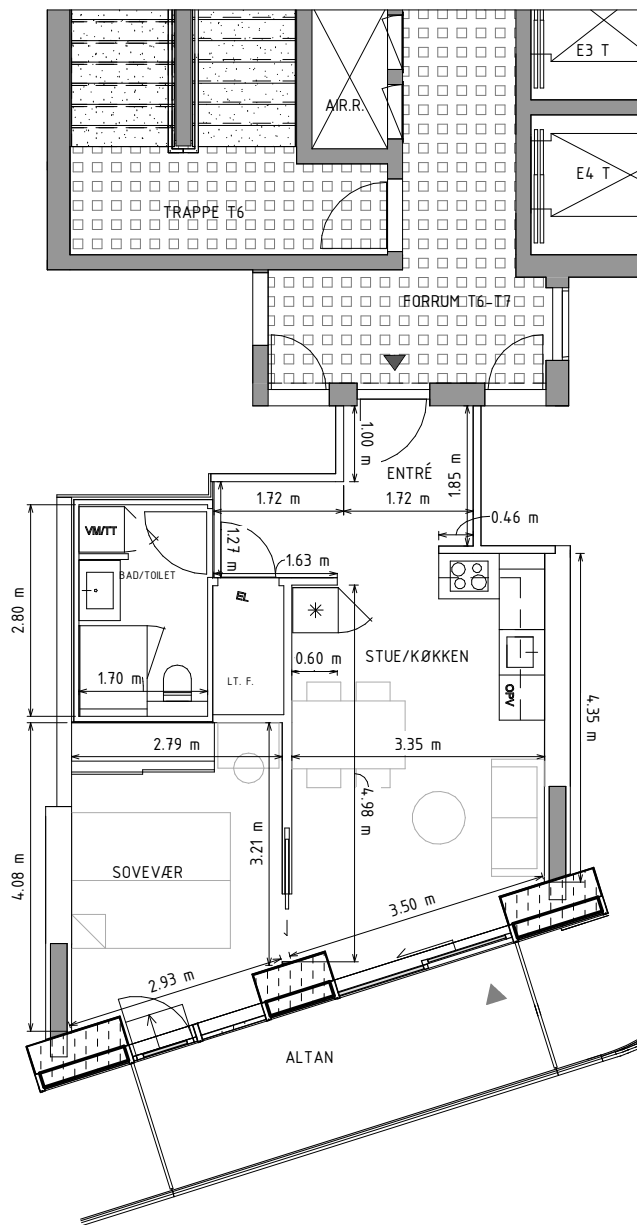 E3 T
AIR.R.
E4 T
TRAPPE T6
FORRUM T6-T7
1.00 m
ENTRÉ
1.85 m
1.72 m
1.72 m
0.46 m
VM/TT
1.27 m
1.63 m
BAD/TOILET
EL
2.80 m
STUE/KØKKEN
0.60 m
1.70 m
LT. F.
OPV
4.35 m
2.79 m
3.35 m
4.98 m
3.21 m
4.08 m
SOVEVÆR
3.50 m
2.93 m
ALTAN